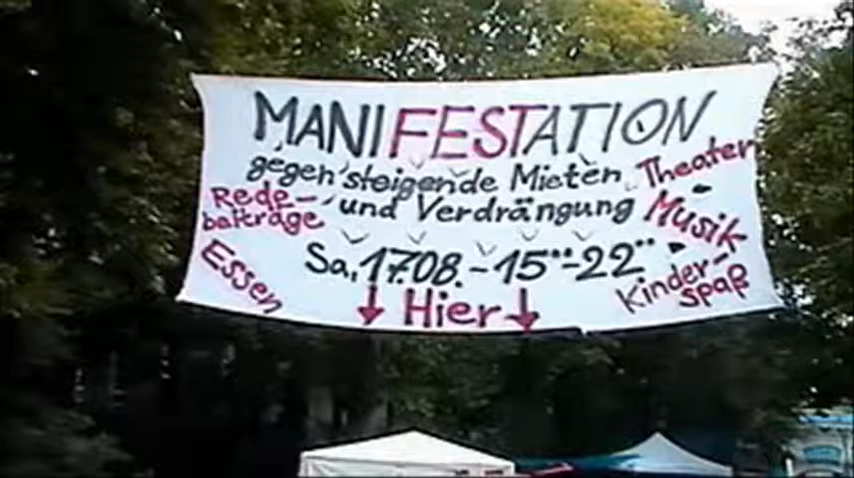 MANIFESTATION
gegen steigende Mieten
und Verdrängung
Sa, 17.08. - 15°°-22°°
Hier
Rede-
beiträge
Essen
Theater
Musik
Kinder-
spaß